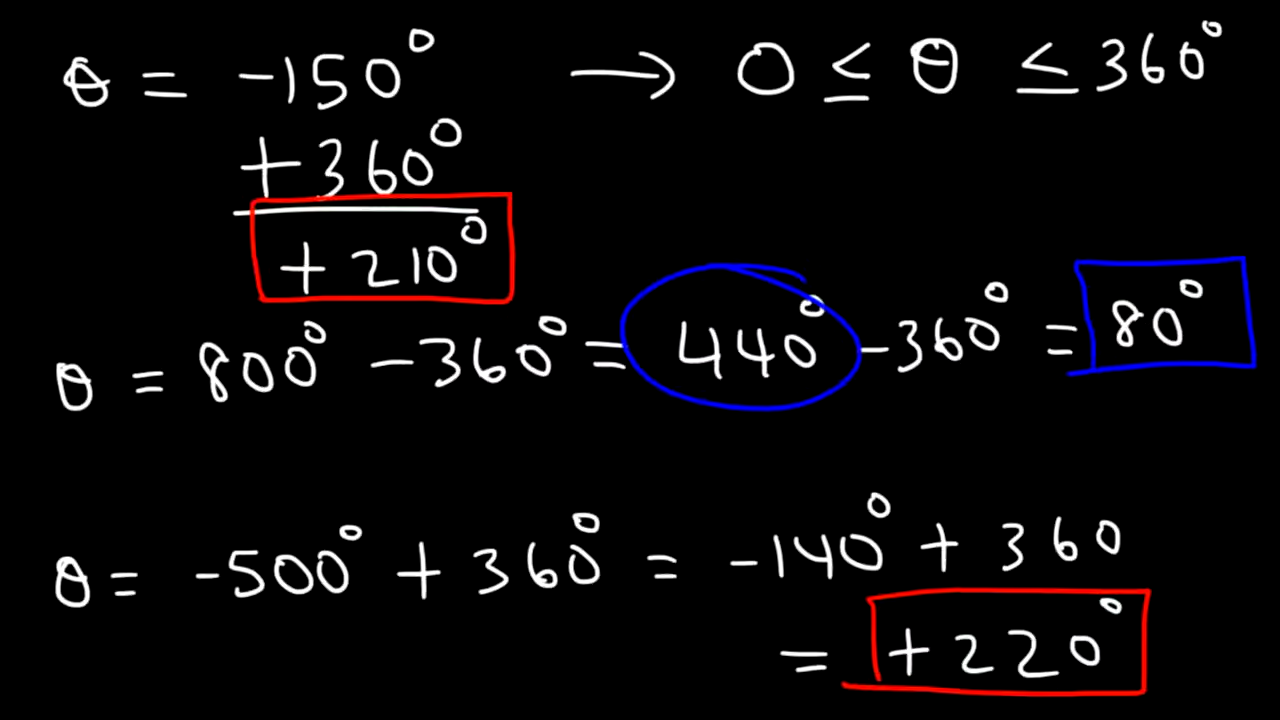 θ = -150° → 0 ≤ θ ≤ 360°
+360°
+210°
θ = 800° -360° = 440° -360° = 80°
θ = -500° + 360° = -140° + 360
= +220°